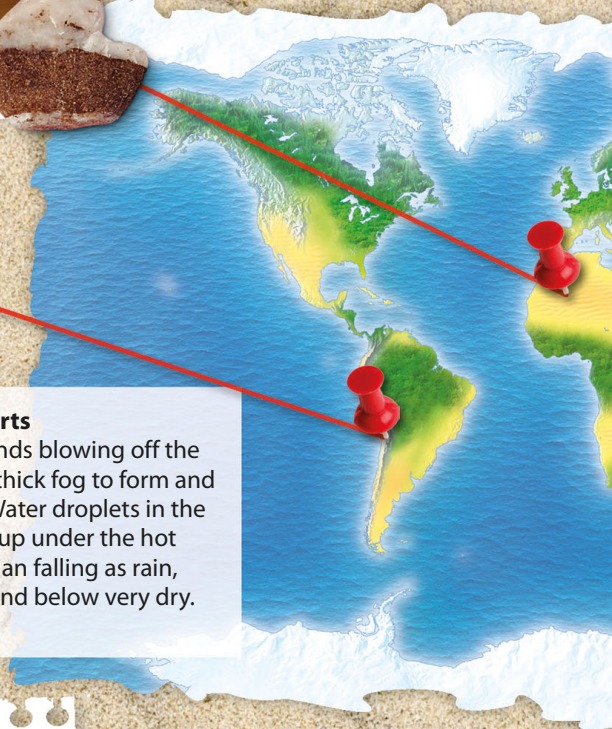 rts
nds blowing off the
thick fog to form and
Water droplets in the
up under the hot
an falling as rain,
nd below very dry.